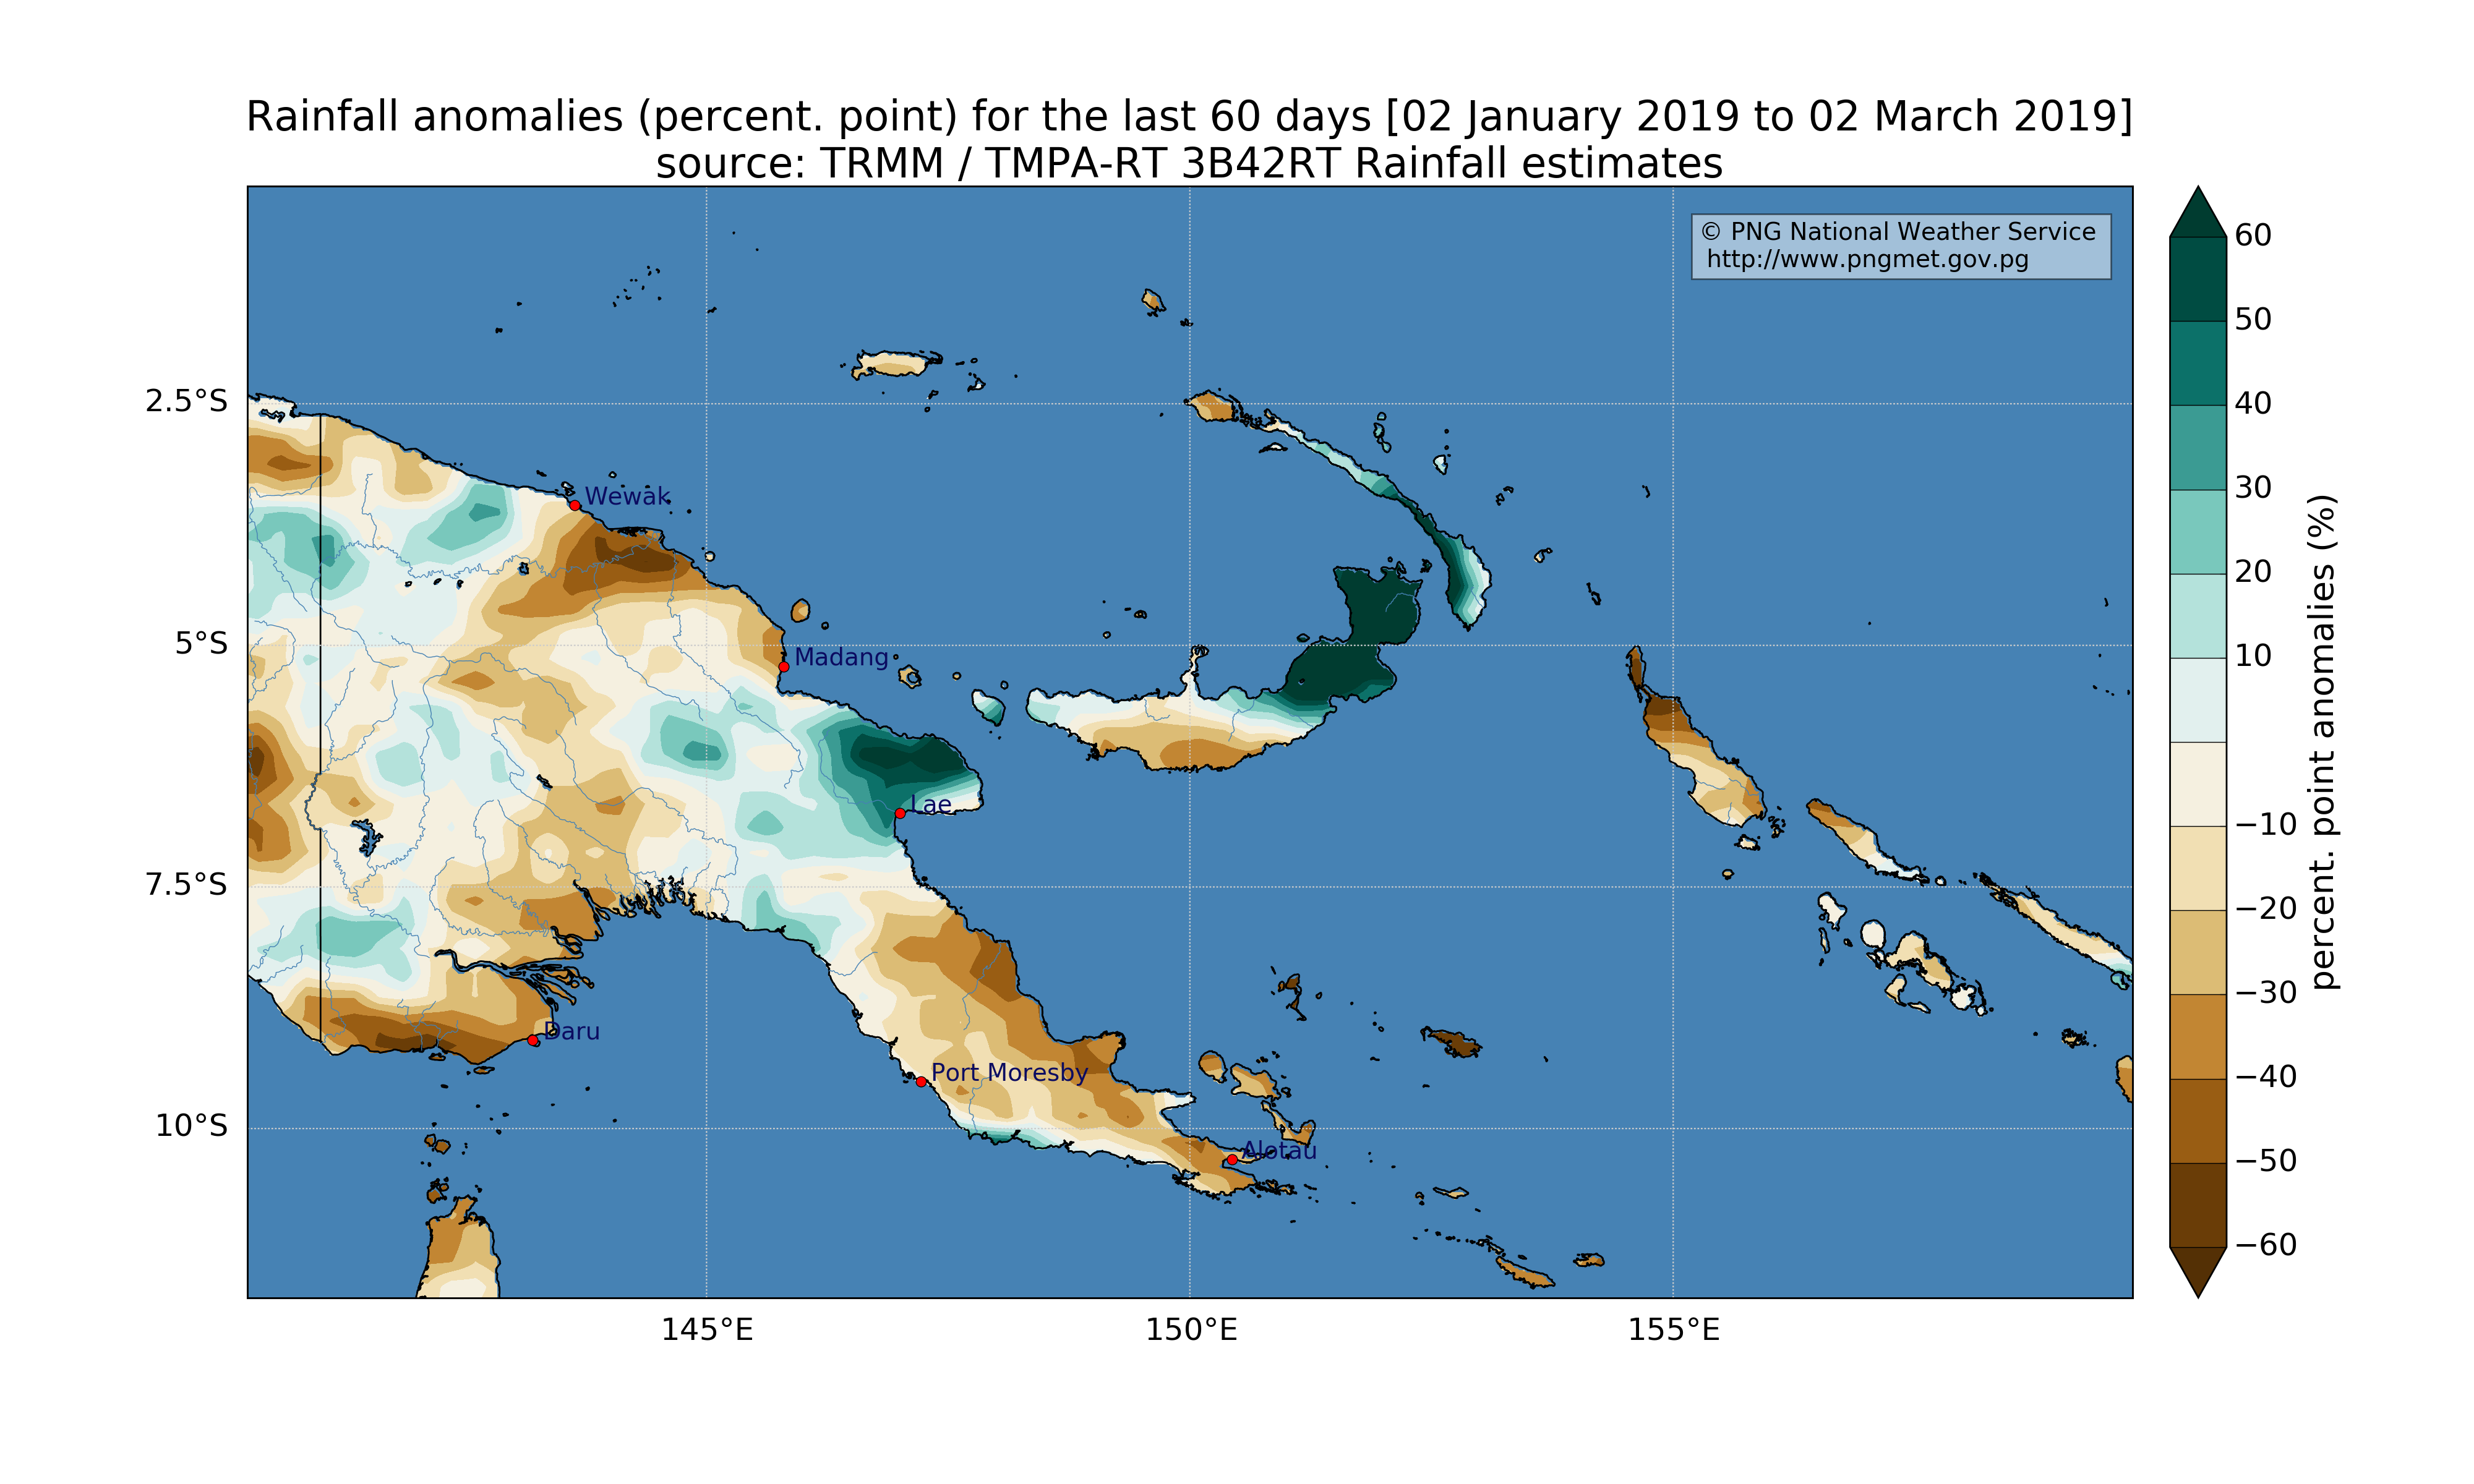 Rainfall anomalies (percent. point) for the last 60 days [02 January 2019 to 02 March 2019]
source: TRMM / TMPA-RT 3B42RT Rainfall estimates
© PNG National Weather Service
http://www.pngmet.gov.pg
2.5°S
5°S
7.5°S
10°S
145°E
150°E
155°E
Wewak
Madang
Lae
Daru
Port Moresby
Alotau
60
50
40
30
20
10
−10
−20
−30
−40
−50
−60
percent. point anomalies (%)